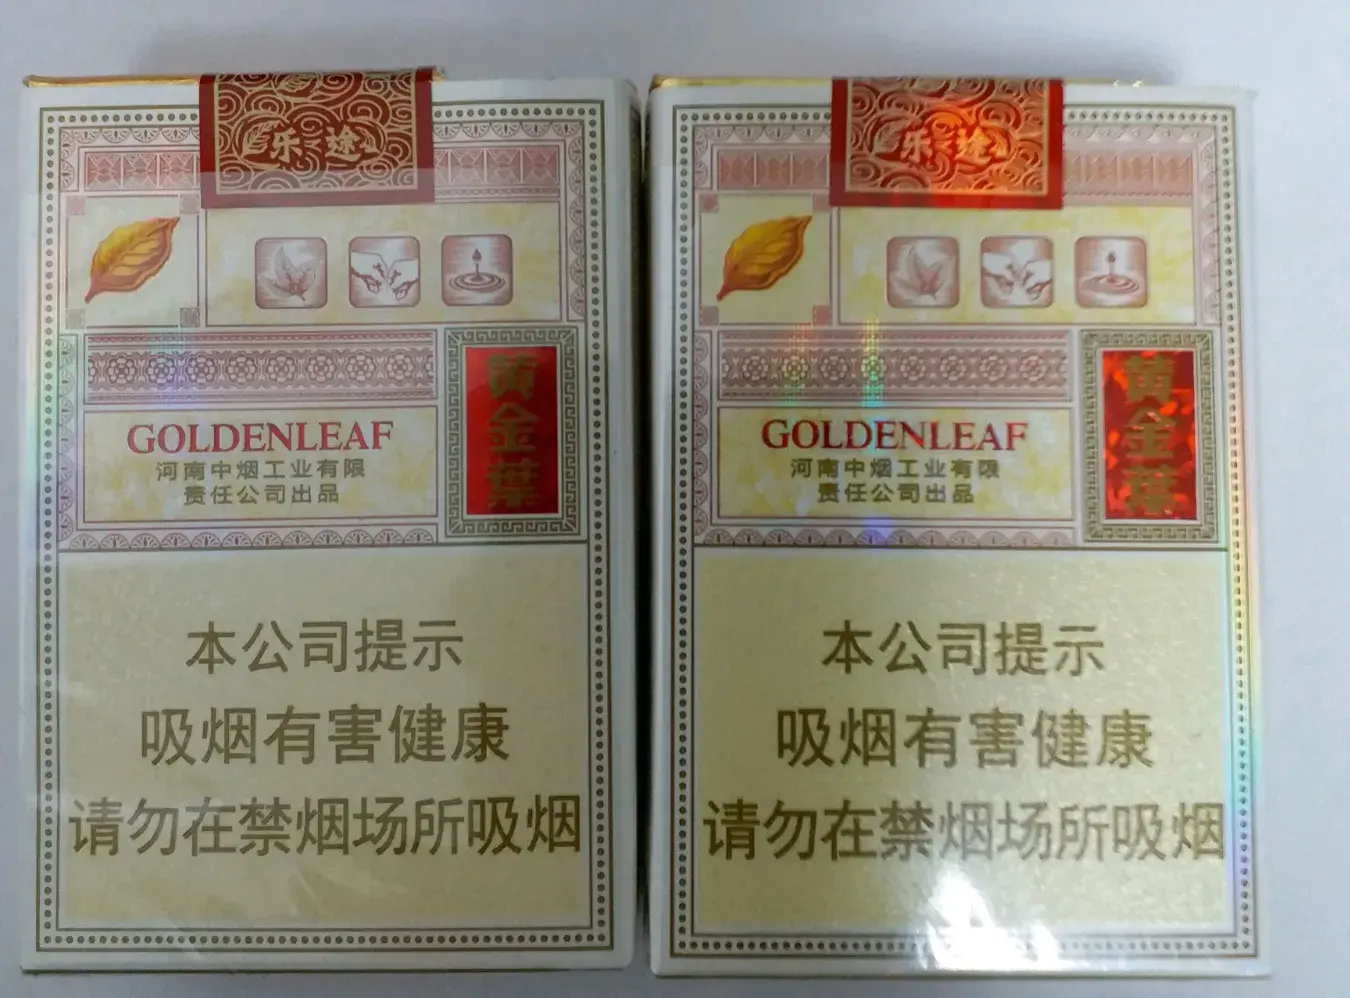 乐途
GOLDENLEAF
河南中烟工业有限
责任公司出品
黄金葉
本公司提示
吸烟有害健康
请勿在禁烟场所吸烟
乐途
GOLDENLEAF
河南中烟工业有限
责任公司出品
黄金葉
本公司提示
吸烟有害健康
请勿在禁烟场所吸烟